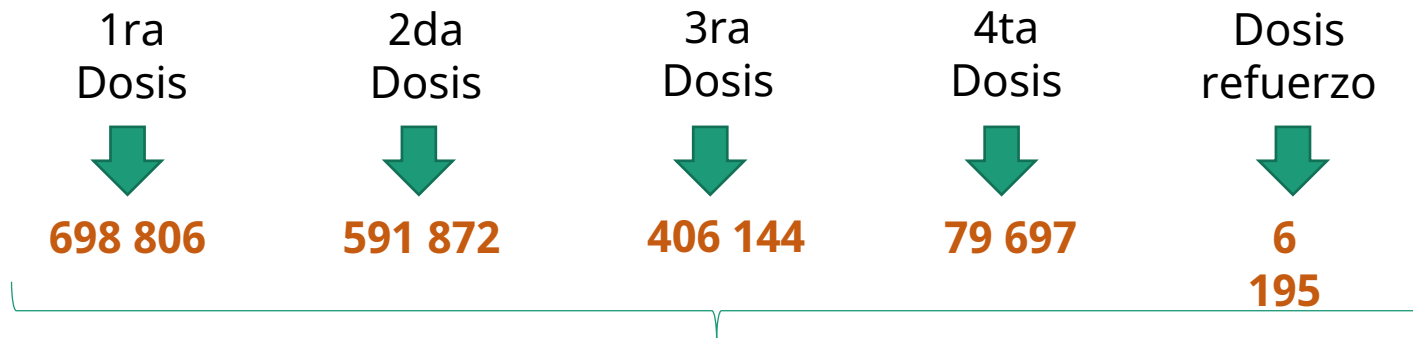 1ra
Dosis
2da
Dosis
3ra
Dosis
4ta
Dosis
Dosis
refuerzo
698 806
591 872
406 144
79 697
6
195